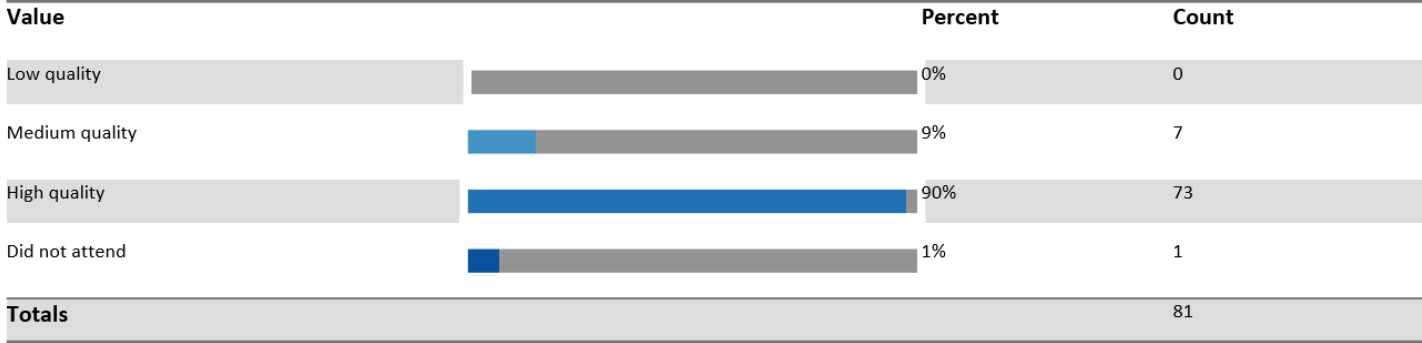 Value Percent Count
Low quality 0% 0
Medium quality 9% 7
High quality 90% 73
Did not attend 1% 1
Totals 81